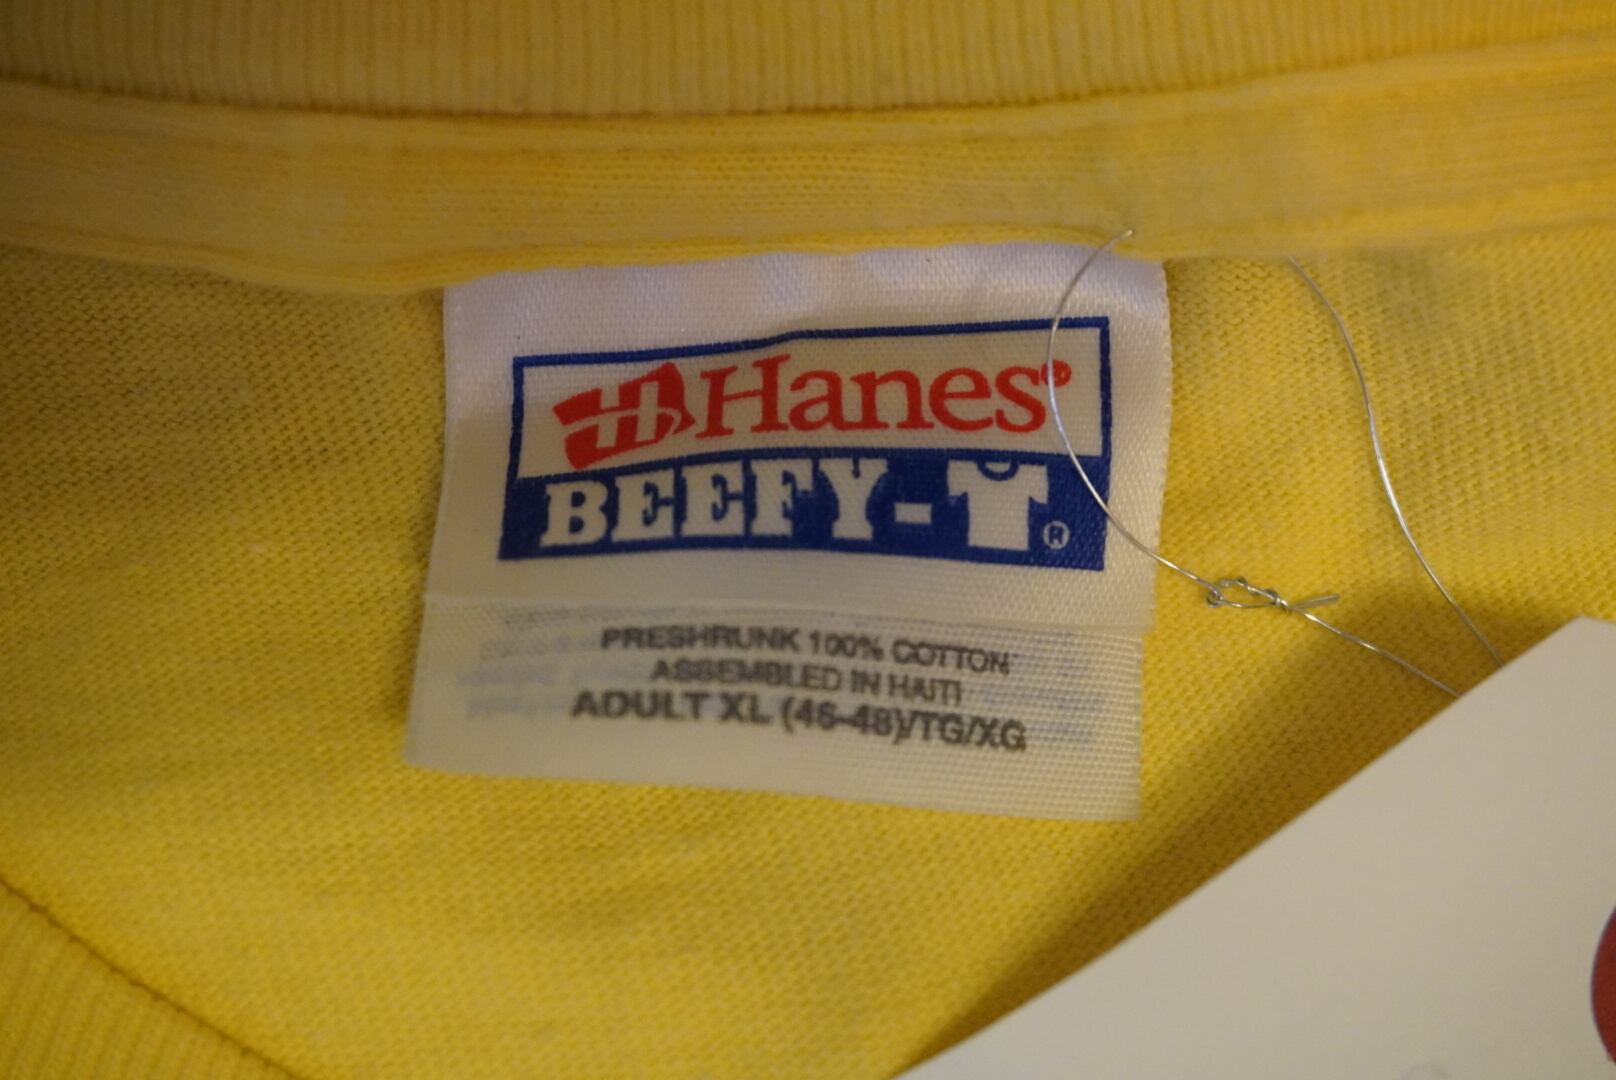 Hanes®
BEEFY-T®
PRESHRUNK 100% COTTON
ASSEMBLED IN HAITI
ADULT XL (46-48)/TG/XG